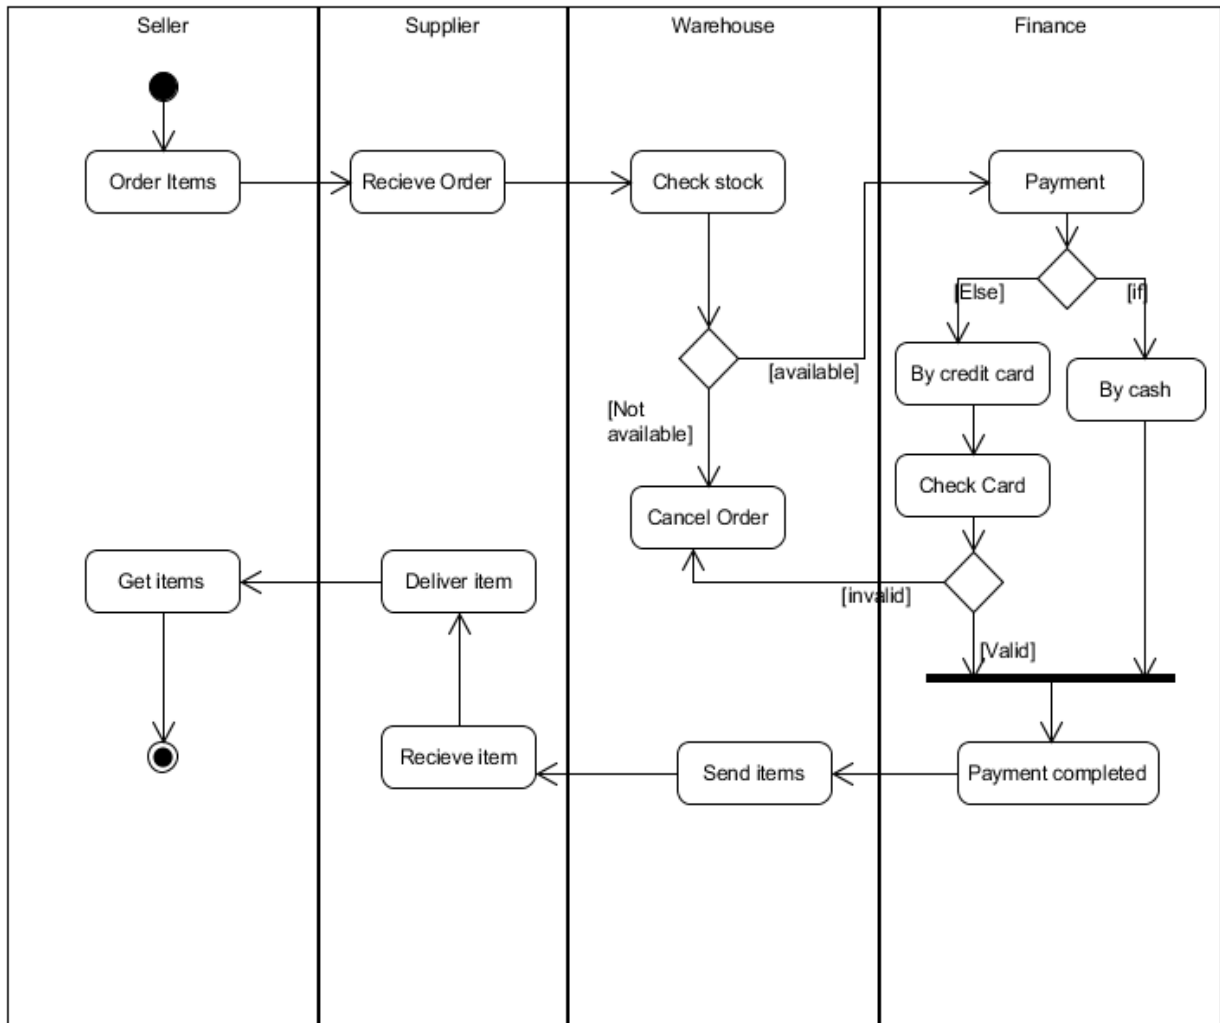 Seller
Supplier
Warehouse
Finance
Order Items
Recieve Order
Check stock
Payment
[Else]
[if]
[available]
By credit card
By cash
[Not
available]
Check Card
Cancel Order
Get items
Deliver item
[invalid]
[Valid]
Recieve item
Send items
Payment completed